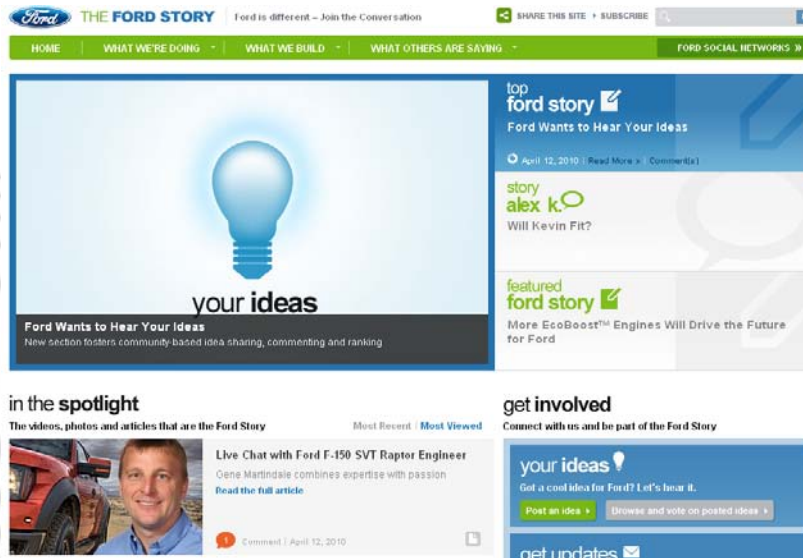 Ford THE FORD STORY Ford is different – Join the Conversation SHARE THIS SITE SUBSCRIBE
HOME WHAT WE'RE DOING WHAT WE BUILD WHAT OTHERS ARE SAYING FORD SOCIAL NETWORKS »
your ideas
Ford Wants to Hear Your Ideas
New section fosters community-based idea sharing, commenting and ranking
top
ford story
Ford Wants to Hear Your Ideas
April 12, 2010 | Read More > | Comment(s)
story
alex k.
Will Kevin Fit?
featured
ford story
More EcoBoost™ Engines Will Drive the Future
for Ford
in the spotlight
The videos, photos and articles that are the Ford Story Most Recent | Most Viewed
Live Chat with Ford F-150 SVT Raptor Engineer
Gene Martindale combines expertise with passion
Read the full article
1 Comment | April 12, 2010
get involved
Connect with us and be part of the Ford Story
your ideas
Got a cool idea for Ford? Let's hear it.
Post an idea Browse and vote on posted ideas
get updates